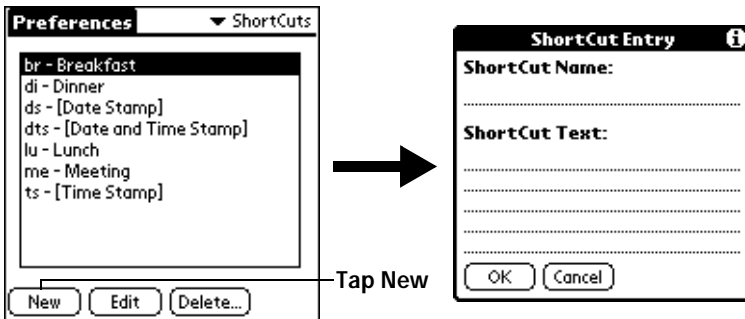 Preferences
ShortCuts
br - Breakfast
di - Dinner
ds - [Date Stamp]
dts - [Date and Time Stamp]
lu - Lunch
me - Meeting
ts - [Time Stamp]
New Edit Delete...
Tap New
ShortCut Entry
ShortCut Name:
ShortCut Text:
OK Cancel